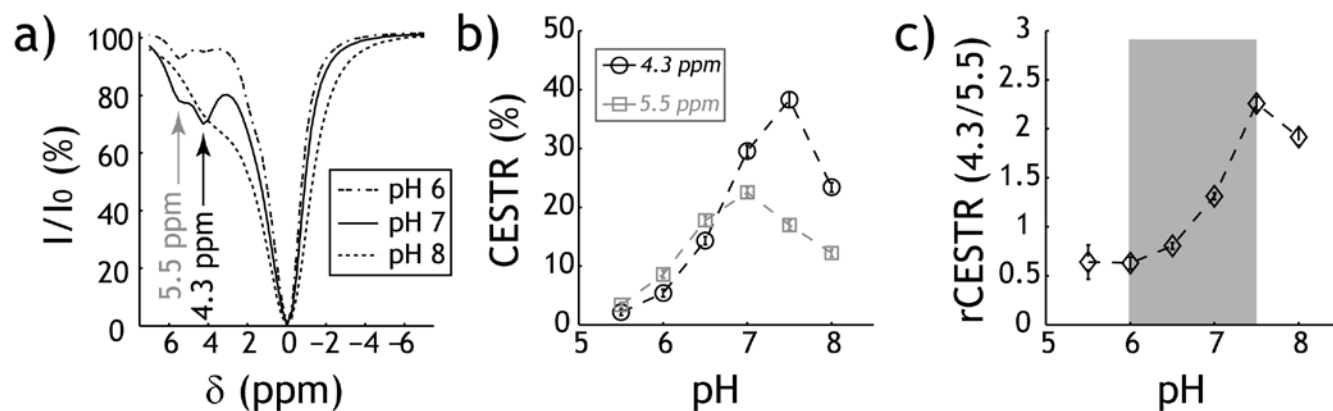 a)
I/I0 (%)
100
80
60
40
20
0
5.5 ppm
4.3 ppm
pH 6
pH 7
pH 8
6 4 2 0 −2 −4 −6
δ (ppm)
b)
CESTR (%)
50
40
30
20
10
0
4.3 ppm
5.5 ppm
5 6 7 8
pH
c)
rCESTR (4.3/5.5)
3
2.5
2
1.5
1
0.5
0
5 6 7 8
pH